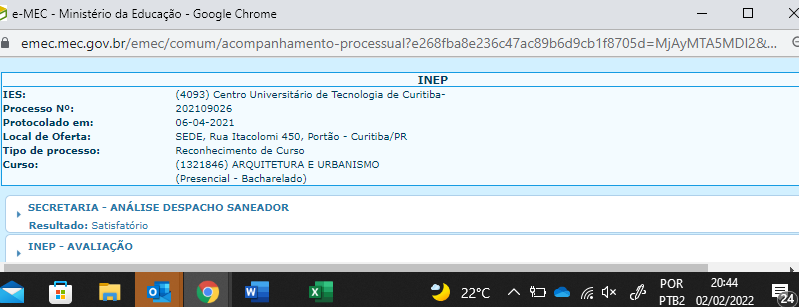 e-MEC - Ministério da Educação - Google Chrome
emec.mec.gov.br/emec/comum/acompanhamento-processual?e268fba8e236c47ac89b6d9cb1f8705d=MjAyMTA5MDI2&...
INEP
IES: (4093) Centro Universitário de Tecnologia de Curitiba-
Processo Nº: 202109026
Protocolado em: 06-04-2021
Local de Oferta: SEDE, Rua Itacolomi 450, Portão - Curitiba/PR
Tipo de processo: Reconhecimento de Curso
Curso: (1321846) ARQUITETURA E URBANISMO
(Presencial - Bacharelado)
SECRETARIA - ANÁLISE DESPACHO SANEADOR
Resultado: Satisfatório
INEP - AVALIAÇÃO
22°C
POR
PTB2
20:44
02/02/2022
24